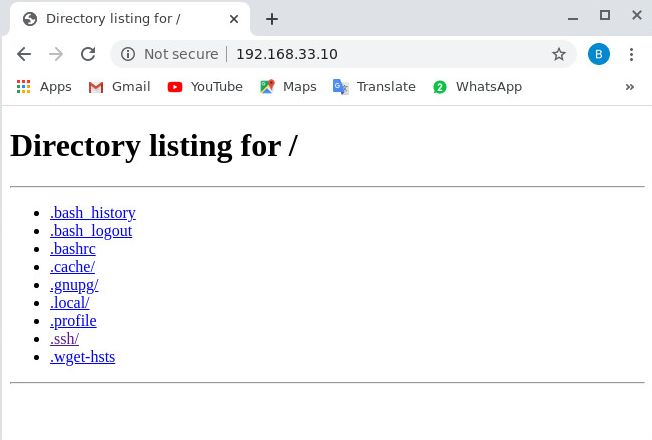 Directory listing for /
Not secure | 192.168.33.10
B
Apps Gmail YouTube Maps Translate 2 WhatsApp »
Directory listing for /
.bash_history
.bash_logout
.bashrc
.cache/
.gnupg/
.local/
.profile
.ssh/
.wget-hsts